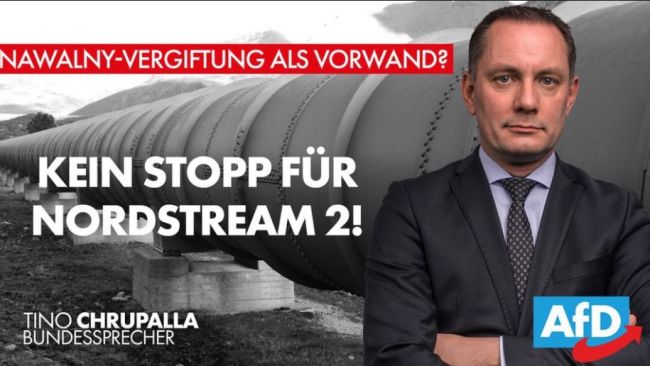 NAWALNY-VERGIFTUNG ALS VORWAND?
KEIN STOPP FÜR
NORDSTREAM 2!
TINO CHRUPALLA
BUNDESSPRECHER
AfD